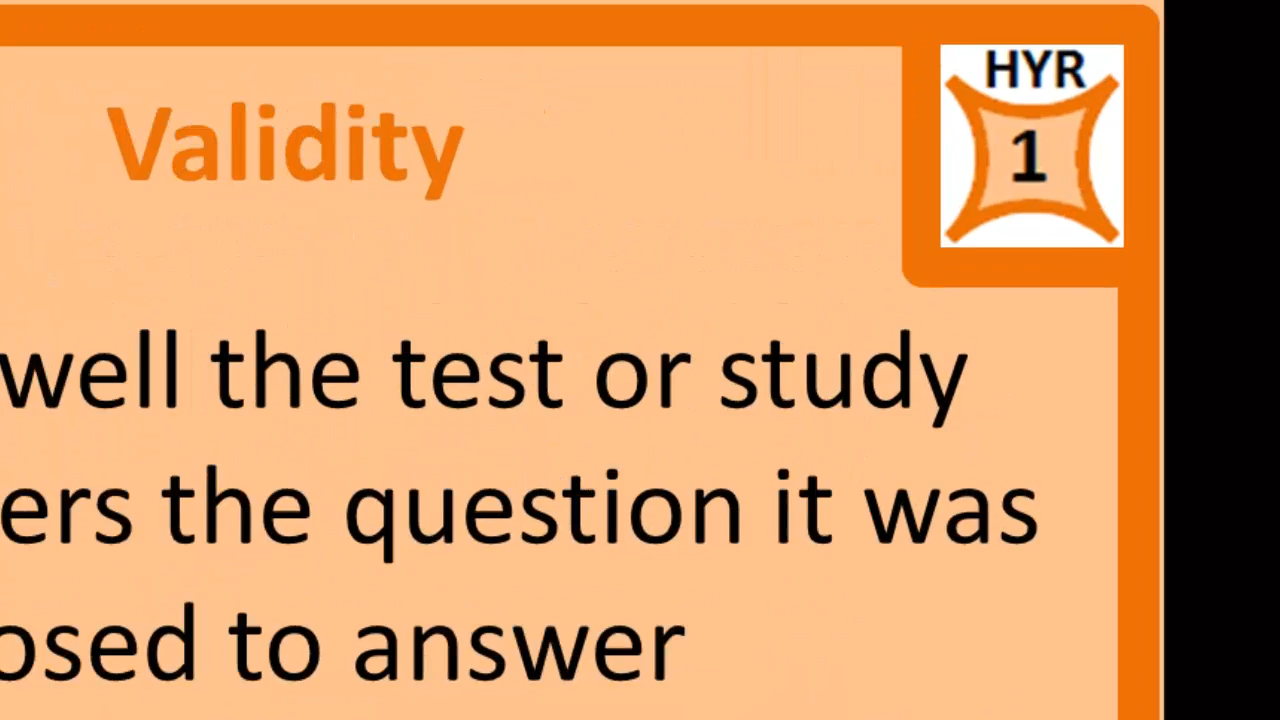 HYR
1
Validity
well the test or study
ers the question it was
osed to answer